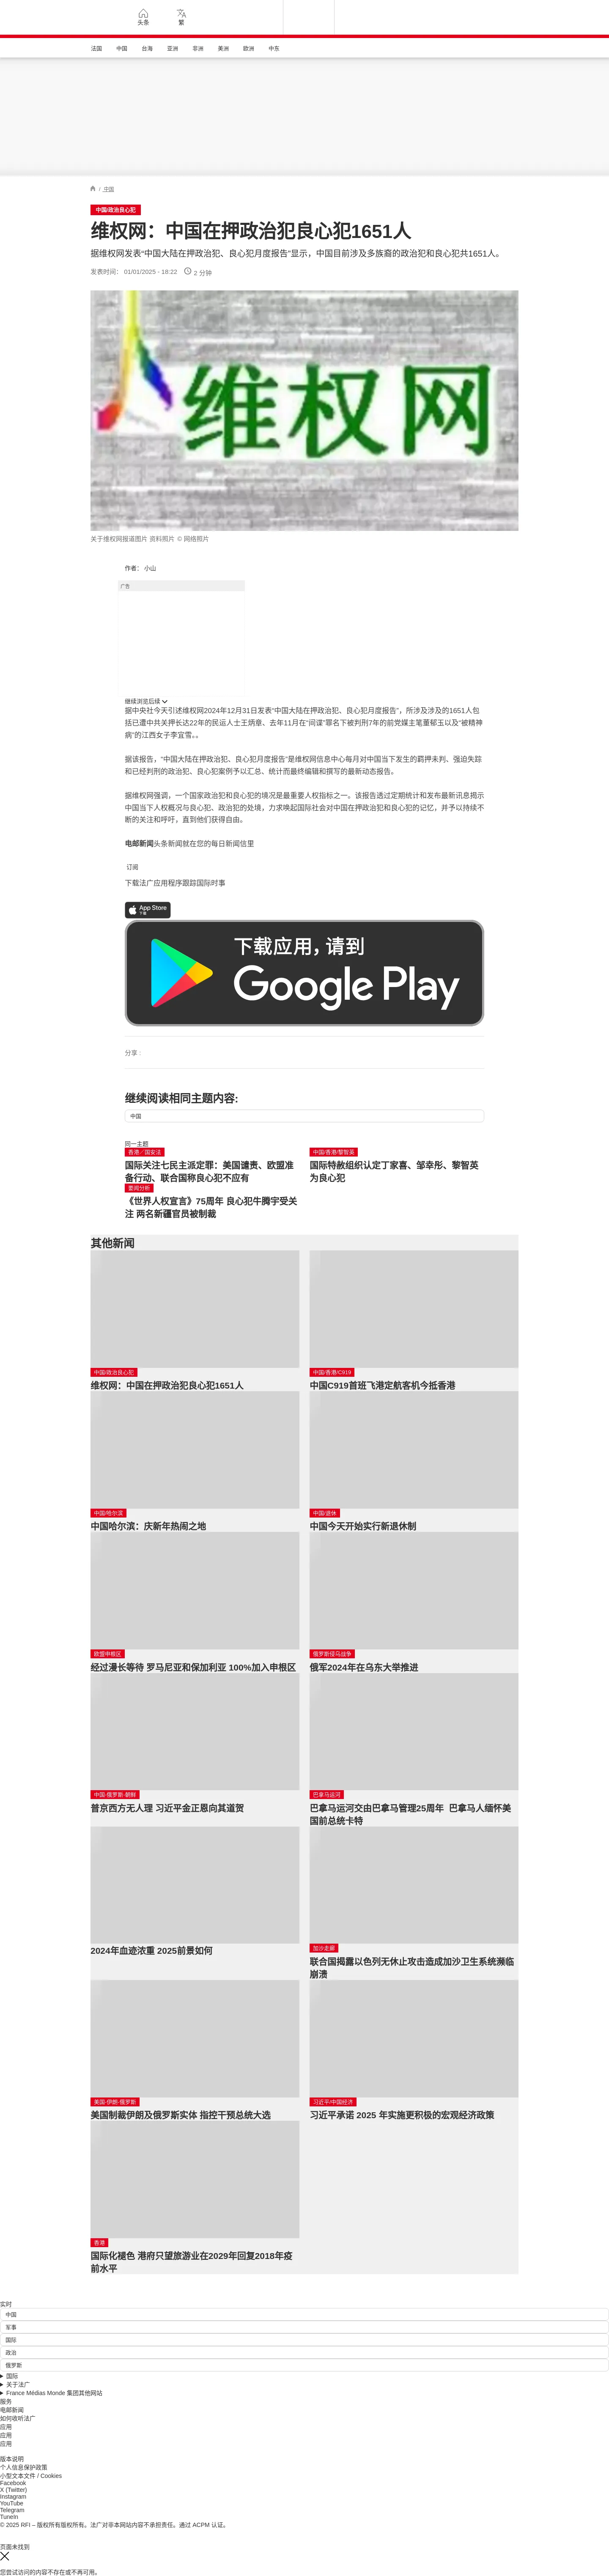 头条
繁
法国 中国 台海 亚洲 非洲 美洲 欧洲 中东
/ 中国
中国/政治良心犯
维权网：中国在押政治犯良心犯1651人
据维权网发表“中国大陆在押政治犯、良心犯月度报告”显示，中国目前涉及多族裔的政治犯和良心犯共1651人。
发表时间： 01/01/2025 - 18:22 2 分钟
维权网
关于维权网报道图片 资料照片 © 网络照片
作者： 小山
广告
继续浏览后续
据中央社今天引述维权网2024年12月31日发表“中国大陆在押政治犯、良心犯月度报告”，所涉及涉及的1651人包
括已遭中共关押长达22年的民运人士王炳章、去年11月在“间谍”罪名下被判刑7年的前党媒主笔董郁玉以及“被精神
病”的江西女子李宜雪。。
据该报告，“中国大陆在押政治犯、良心犯月度报告”是维权网信息中心每月对中国当下发生的羁押未判、强迫失踪
和已经判刑的政治犯、良心犯案例予以汇总、统计而最终编辑和撰写的最新动态报告。
据维权网强调，一个国家政治犯和良心犯的境况是最重要人权指标之一。该报告透过定期统计和发布最新讯息揭示
中国当下人权概况与良心犯、政治犯的处境，力求唤起国际社会对中国在押政治犯和良心犯的记忆，并予以持续不
断的关注和呼吁，直到他们获得自由。
电邮新闻头条新闻就在您的每日新闻信里
订阅
下载法广应用程序跟踪国际时事
App Store
下载
下载应用，请到
Google Play
分享 :
继续阅读相同主题内容:
中国
同一主题
香港／国安法
国际关注七民主派定罪：美国谴责、欧盟准
备行动、联合国称良心犯不应有
中国/香港/黎智英
国际特赦组织认定丁家喜、邹幸彤、黎智英
为良心犯
要闻分析
《世界人权宣言》75周年 良心犯牛腾宇受关
注 两名新疆官员被制裁
其他新闻
中国/政治良心犯
维权网：中国在押政治犯良心犯1651人
中国/香港/C919
中国C919首班飞港定航客机今抵香港
中国/哈尔滨
中国哈尔滨：庆新年热闹之地
中国/退休
中国今天开始实行新退休制
欧盟申根区
经过漫长等待 罗马尼亚和保加利亚 100%加入申根区
俄罗斯侵乌战争
俄军2024年在乌东大举推进
中国·俄罗斯·朝鲜
普京西方无人理 习近平金正恩向其道贺
巴拿马运河
巴拿马运河交由巴拿马管理25周年 巴拿马人缅怀美
国前总统卡特
2024年血迹浓重 2025前景如何
加沙走廊
联合国揭露以色列无休止攻击造成加沙卫生系统濒临
崩溃
美国·伊朗·俄罗斯
美国制裁伊朗及俄罗斯实体 指控干预总统大选
习近平/中国经济
习近平承诺 2025 年实施更积极的宏观经济政策
香港
国际化褪色 港府只望旅游业在2029年回复2018年疫
前水平
实时
中国
军事
国际
政治
俄罗斯
国际
关于法广
France Médias Monde 集团其他网站
服务
电邮新闻
如何收听法广
应用
应用
应用
版本说明
个人信息保护政策
小型文本文件 / Cookies
Facebook
X (Twitter)
Instagram
YouTube
Telegram
TuneIn
© 2025 RFI – 版权所有版权所有。法广对非本网站内容不承担责任。通过 ACPM 认证。
页面未找到
您尝试访问的内容不存在或不再可用。